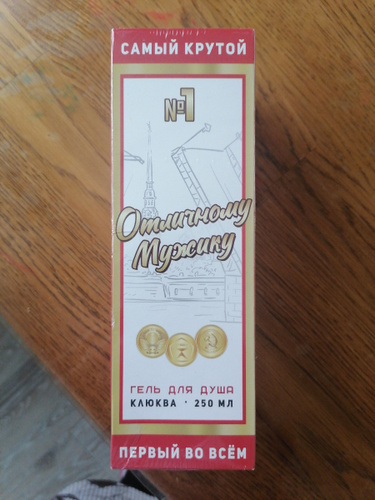 САМЫЙ КРУТОЙ
№1
Отличному
Мужику
ГЕЛЬ ДЛЯ ДУША
КЛЮКВА · 250 МЛ
ПЕРВЫЙ ВО ВСЁМ